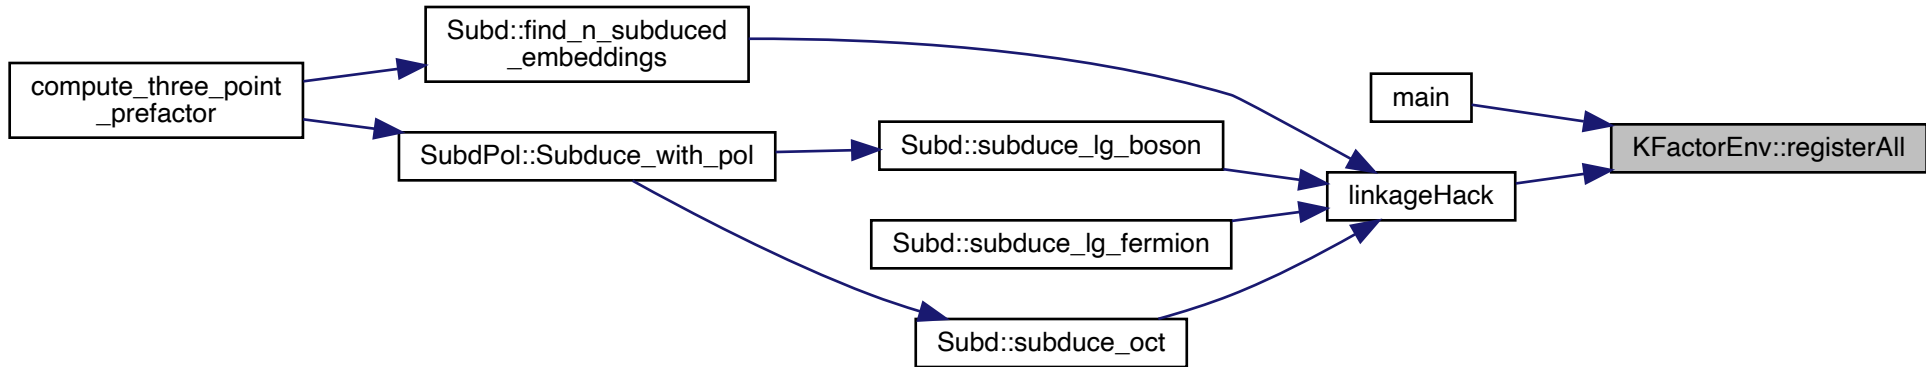 compute_three_point
_prefactor
Subd::find_n_subduced
_embeddings
SubdPol::Subduce_with_pol
Subd::subduce_lg_boson
Subd::subduce_lg_fermion
Subd::subduce_oct
main
linkageHack
KFactorEnv::registerAll